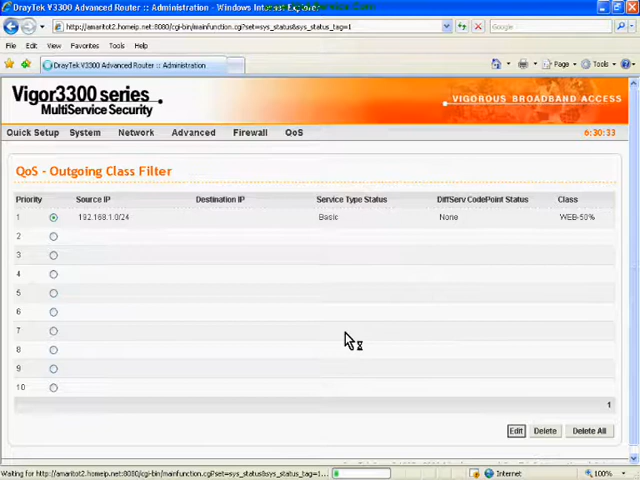 DrayTek V3300 Advanced Router :: Administration - Windows Internet Explorer
http://amaritot2.homeip.net:8080/cgi-bin/mainfunction.cgi?set=sys_status&sys_status_tag=1
Google
File Edit View Favorites Tools Help
DrayTek V3300 Advanced Router :: Administration
Page Tools
Vigor3300 series
MultiService Security
VIGOROUS BROADBAND ACCESS
Quick Setup System Network Advanced Firewall QoS 6:30:33
QoS - Outgoing Class Filter
Priority Source IP Destination IP Service Type Status DiffServ CodePoint Status Class
1 192.168.1.0/24 Basic None WEB-50%
2
3
4
5
6
7
8
9
10
1
Edit Delete Delete All
Waiting for http://amaritot2.homeip.net:8080/cgi-bin/mainfunction.cgi?set=sys_status&sys_status_tag=1... Internet 100%